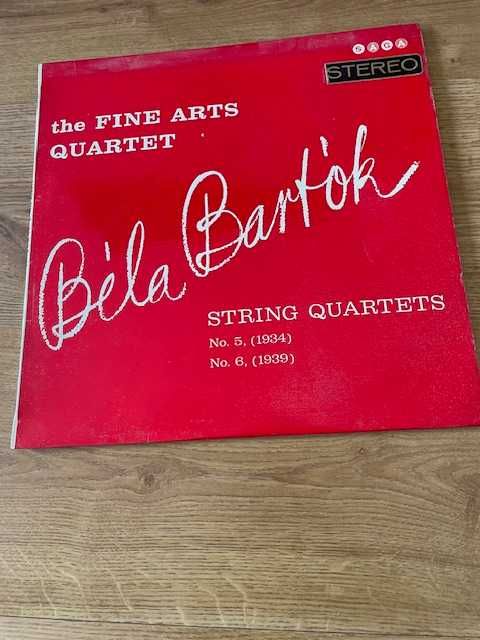 SAGA
STEREO
the FINE ARTS
QUARTET
Béla Bartók
STRING QUARTETS
No. 5, (1934)
No. 6, (1939)